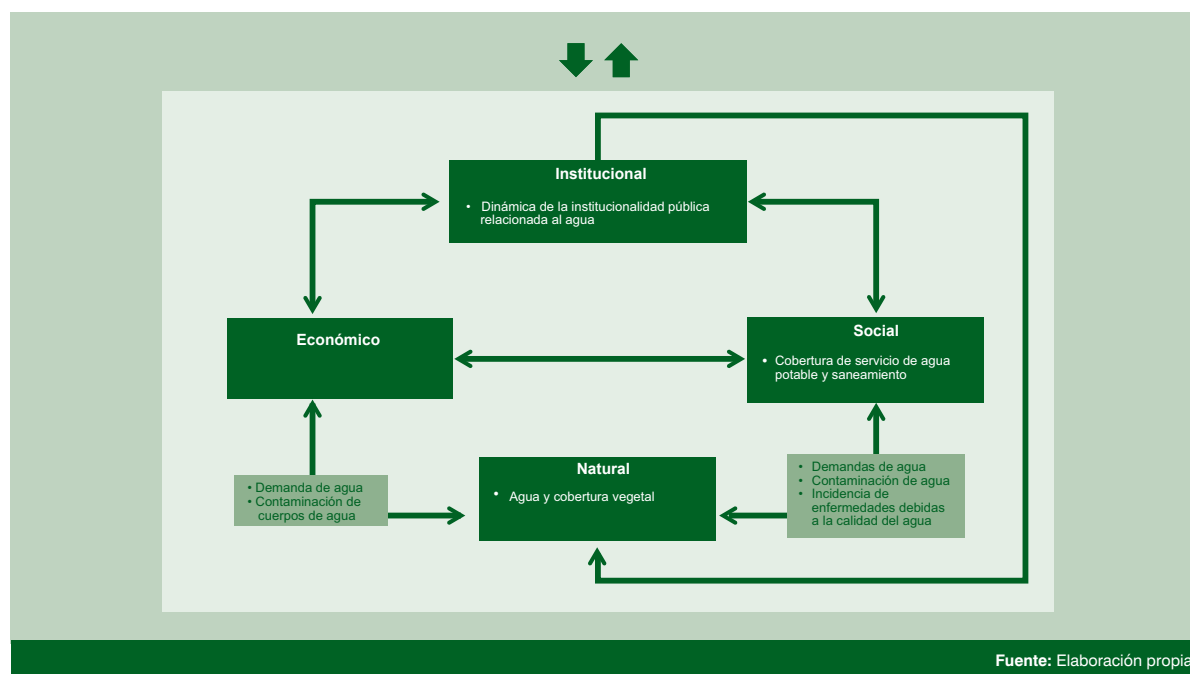 Institucional
• Dinámica de la institucionalidad pública
relacionada al agua
Económico
Social
• Cobertura de servicio de agua
potable y saneamiento
• Demanda de agua
• Contaminación de
cuerpos de agua
Natural
• Agua y cobertura vegetal
• Demandas de agua
• Contaminación de agua
• Incidencia de
enfermedades debidas
a la calidad del agua
Fuente: Elaboración propia